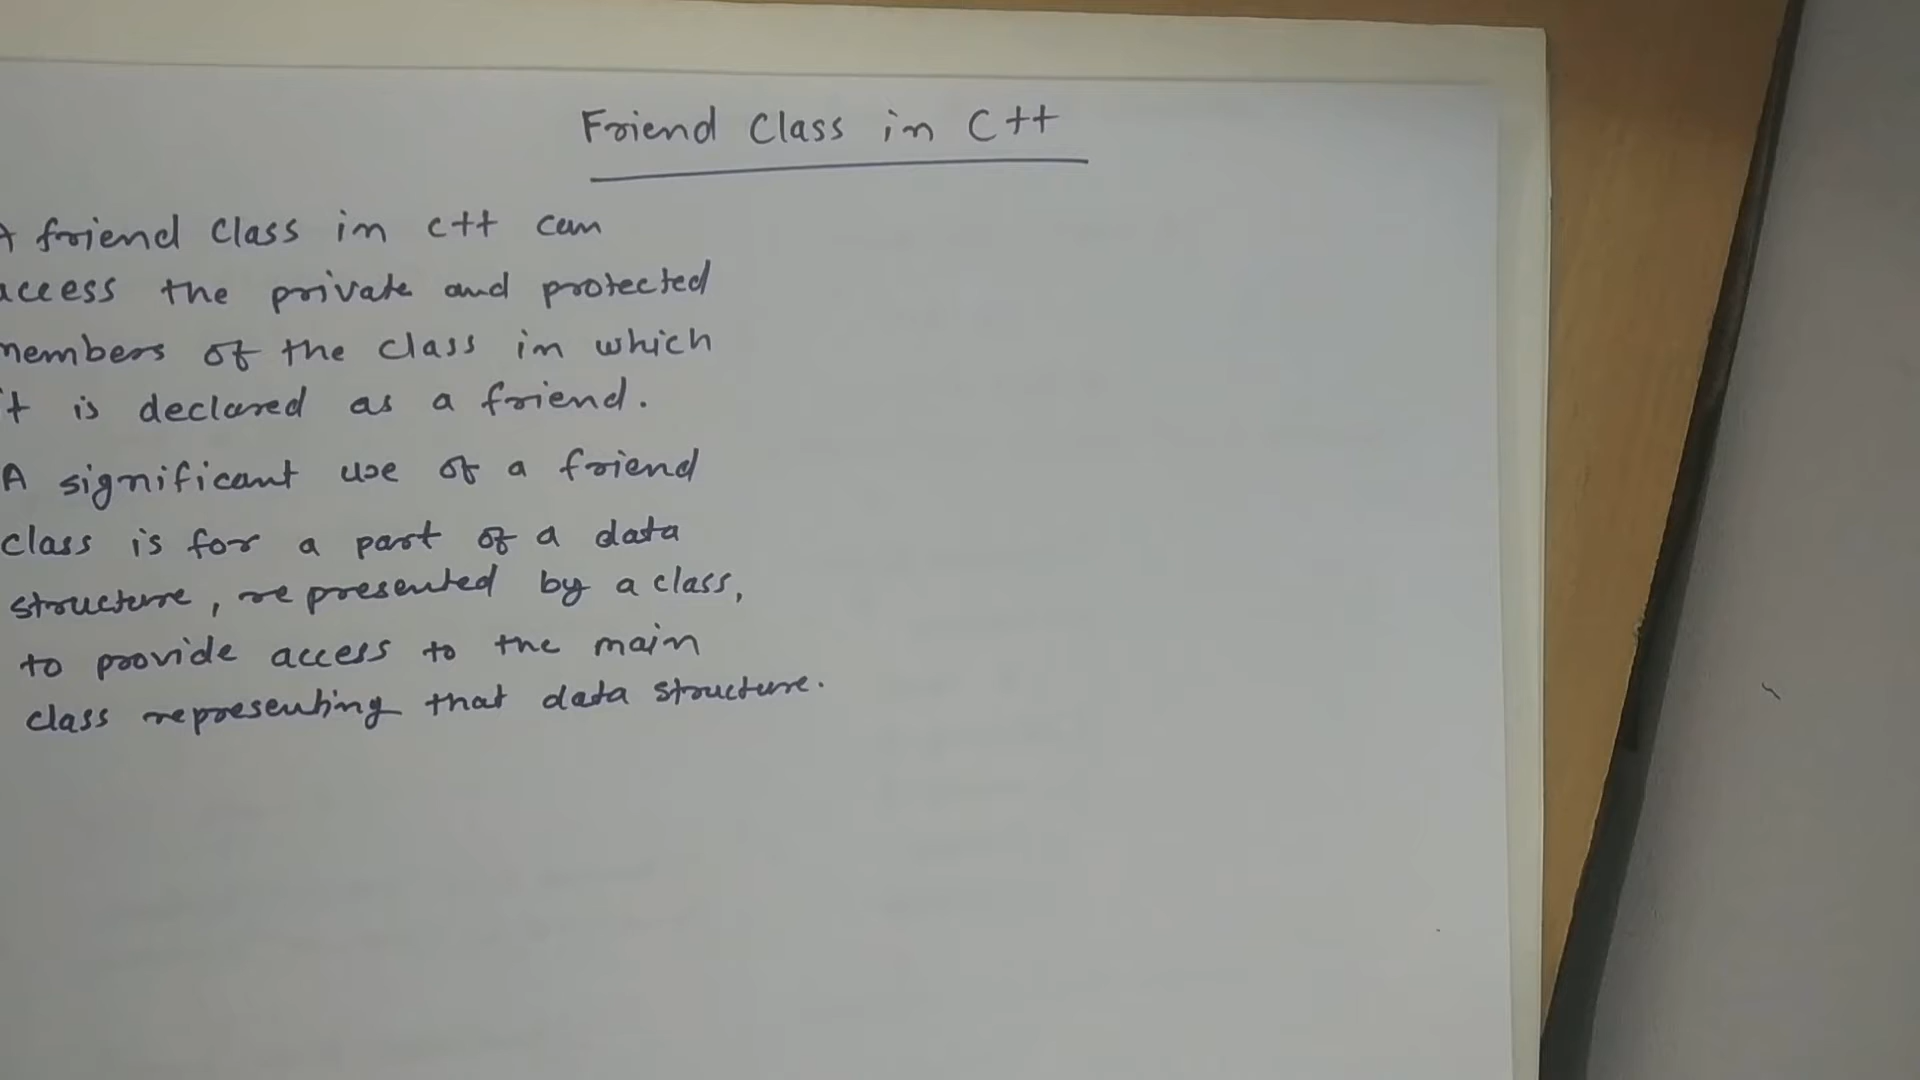 Friend Class in C++
A friend class in c++ can
access the private and protected
members of the class in which
it is declared as a friend.
A significant use of a friend
class is for a part of a data
structure, represented by a class,
to provide access to the main
class representing that data structure.